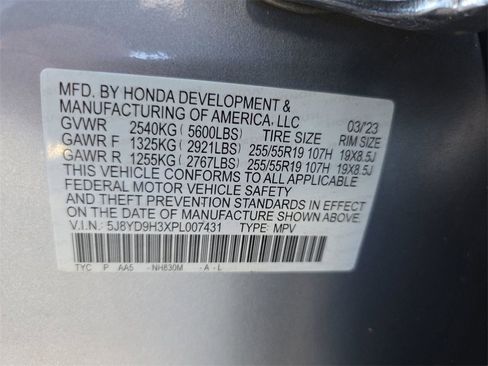 MFD. BY HONDA DEVELOPMENT &
MANUFACTURING OF AMERICA, LLC 03/'23
GVWR 2540KG (5600LBS) TIRE SIZE RIM SIZE
GAWR F 1325KG (2921LBS) 255/55R19 107H 19X8.5J
GAWR R 1255KG (2767LBS) 255/55R19 107H 19X8.5J
THIS VEHICLE CONFORMS TO ALL APPLICABLE
FEDERAL MOTOR VEHICLE SAFETY
AND THEFT PREVENTION STANDARDS IN EFFECT
ON THE DATE OF MANUFACTURE SHOWN ABOVE.
V.I.N.: 5J8YD9H3XPL007431 TYPE: MPV
TYC P AA5 -NH830M -A -L